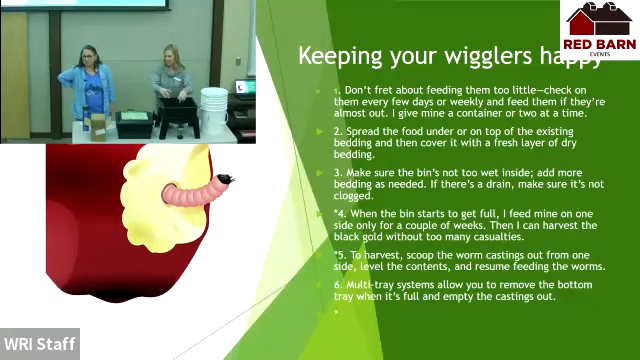 RED BARN
EVENTS
Keeping your wigglers happy
1. Don't fret about feeding them too little—check on
them every few days or weekly and feed them if they're
almost out. I give mine a container or two at a time.
2. Spread the food under or on top of the existing
bedding and then cover it with a fresh layer of dry
bedding.
3. Make sure the bin's not too wet inside; add more
bedding as needed. If there's a drain, make sure it's not
clogged.
*4. When the bin starts to get full, I feed mine on one
side only for a couple of weeks. Then I can harvest the
black gold without too many casualties.
*5. To harvest, scoop the worm castings out from one
side, level the contents, and resume feeding the worms.
6. Multi-tray systems allow you to remove the bottom
tray when it's full and empty the castings out.
*
WRI Staff